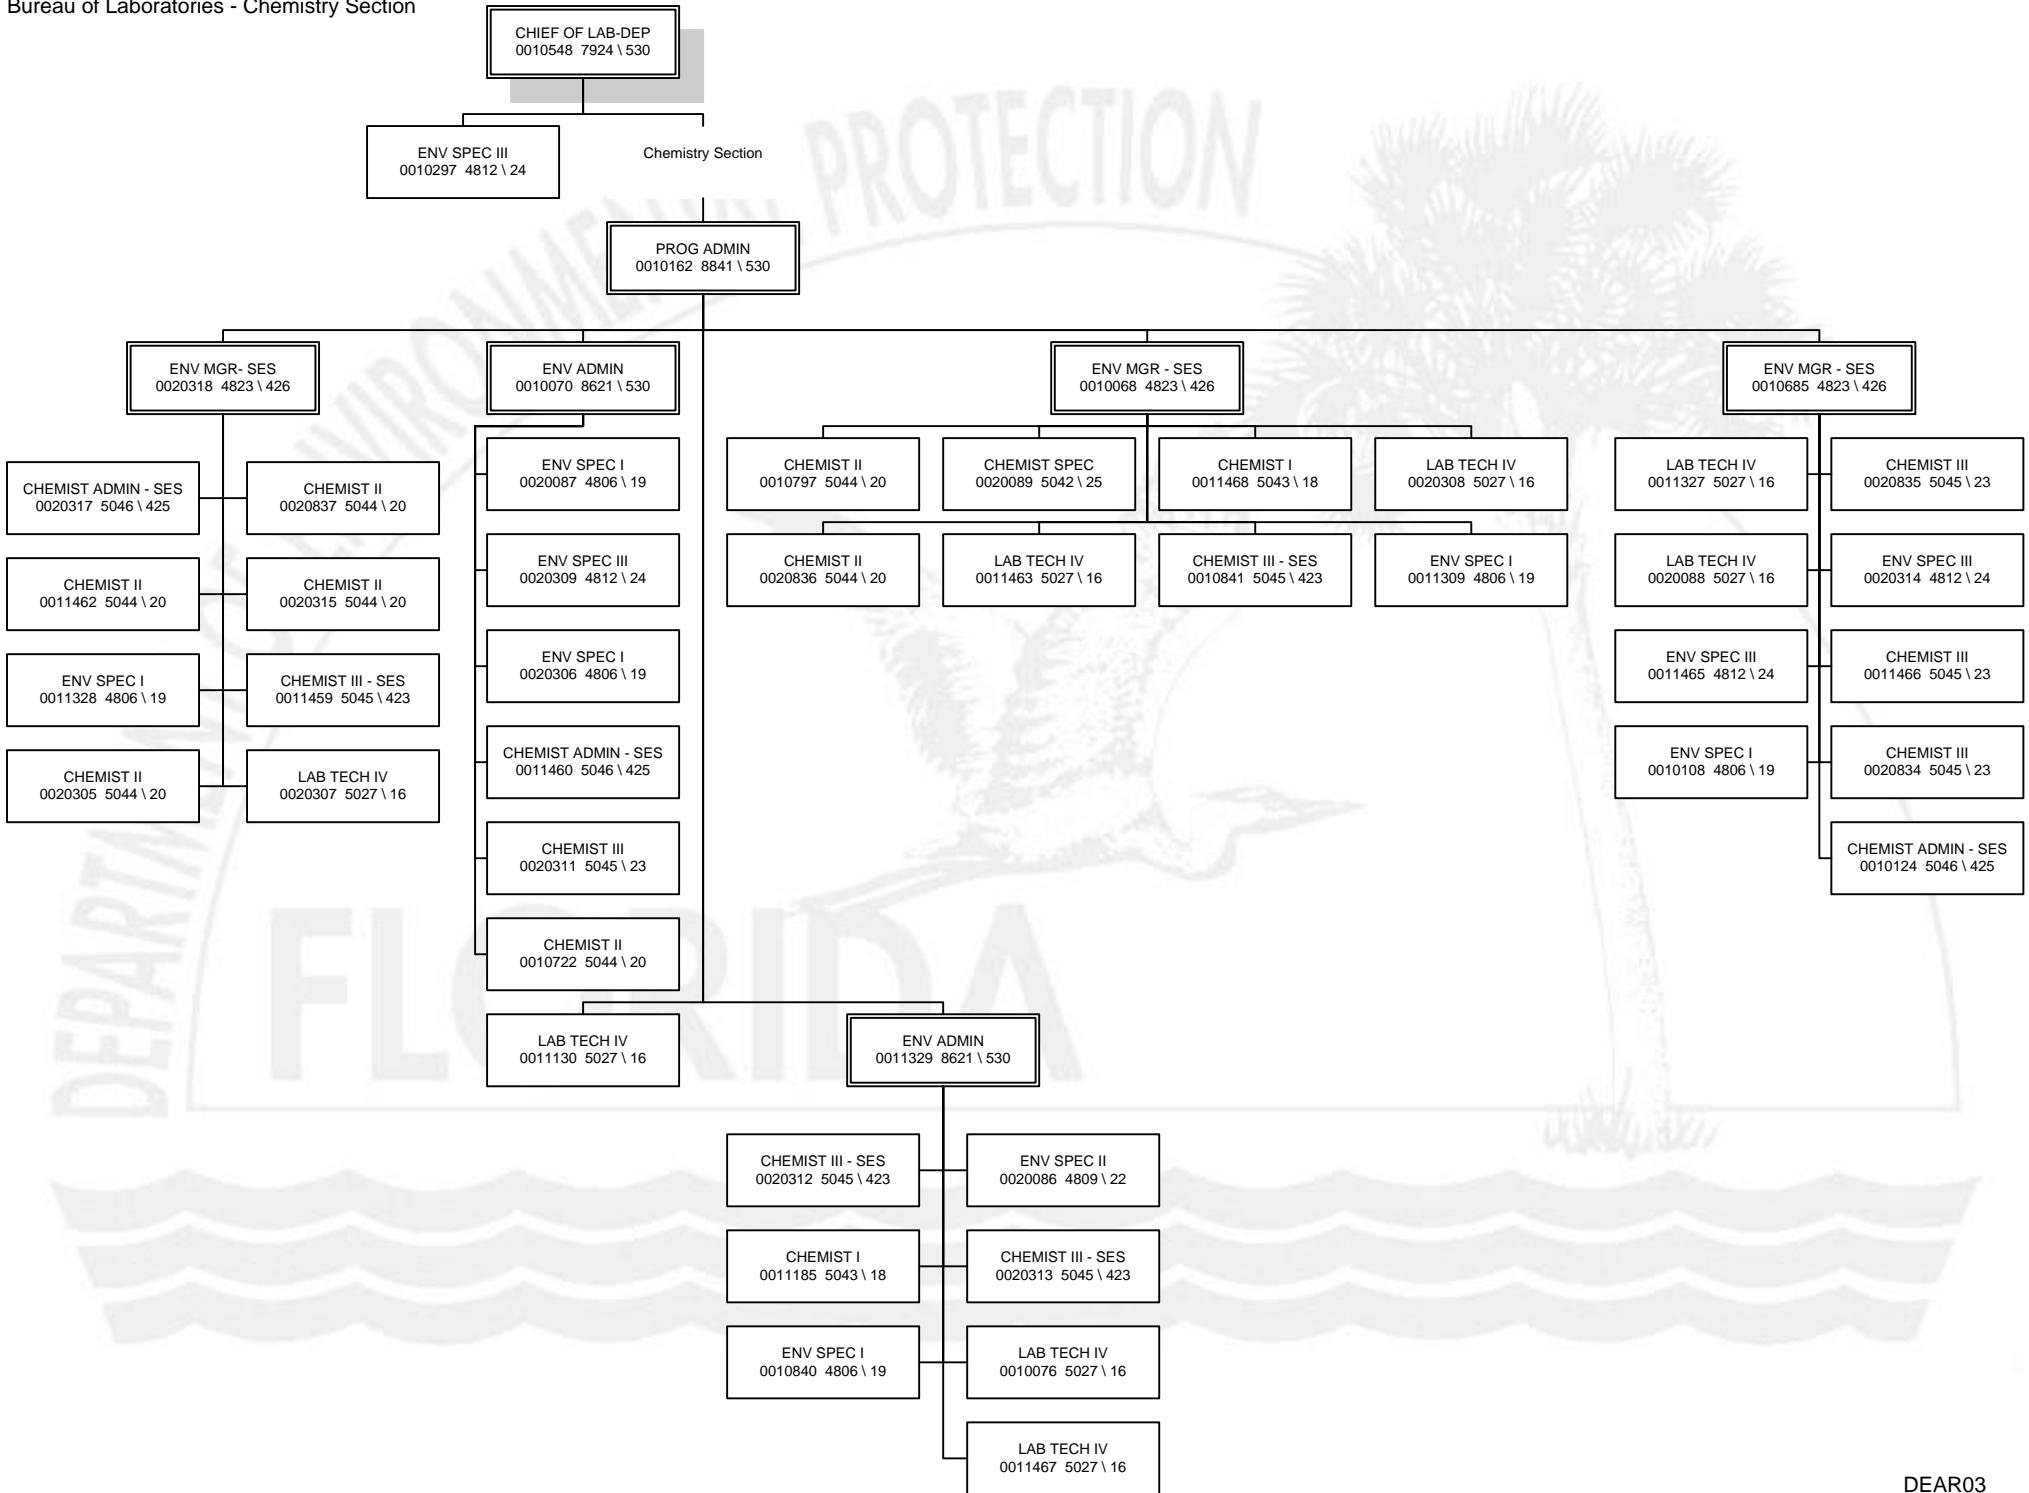 Bureau of Laboratories - Chemistry Section
CHIEF OF LAB-DEP
0010548 7924 \ 530
ENV SPEC III
0010297 4812 \ 24
Chemistry Section
PROG ADMIN
0010162 8841 \ 530
ENV MGR- SES
0020318 4823 \ 426
ENV ADMIN
0010070 8621 \ 530
ENV MGR - SES
0010068 4823 \ 426
ENV MGR - SES
0010685 4823 \ 426
CHEMIST ADMIN - SES
0020317 5046 \ 425
CHEMIST II
0020837 5044 \ 20
CHEMIST II
0011462 5044 \ 20
CHEMIST II
0020315 5044 \ 20
ENV SPEC I
0011328 4806 \ 19
CHEMIST III - SES
0011459 5045 \ 423
CHEMIST II
0020305 5044 \ 20
LAB TECH IV
0020307 5027 \ 16
ENV SPEC I
0020087 4806 \ 19
ENV SPEC III
0020309 4812 \ 24
ENV SPEC I
0020306 4806 \ 19
CHEMIST ADMIN - SES
0011460 5046 \ 425
CHEMIST III
0020311 5045 \ 23
CHEMIST II
0010722 5044 \ 20
CHEMIST II
0010797 5044 \ 20
CHEMIST SPEC
0020089 5042 \ 25
CHEMIST I
0011468 5043 \ 18
LAB TECH IV
0020308 5027 \ 16
CHEMIST II
0020836 5044 \ 20
LAB TECH IV
0011463 5027 \ 16
CHEMIST III - SES
0010841 5045 \ 423
ENV SPEC I
0011309 4806 \ 19
LAB TECH IV
0011327 5027 \ 16
CHEMIST III
0020835 5045 \ 23
LAB TECH IV
0020088 5027 \ 16
ENV SPEC III
0020314 4812 \ 24
ENV SPEC III
0011465 4812 \ 24
CHEMIST III
0011466 5045 \ 23
ENV SPEC I
0010108 4806 \ 19
CHEMIST III
0020834 5045 \ 23
CHEMIST ADMIN - SES
0010124 5046 \ 425
LAB TECH IV
0011130 5027 \ 16
ENV ADMIN
0011329 8621 \ 530
CHEMIST III - SES
0020312 5045 \ 423
ENV SPEC II
0020086 4809 \ 22
CHEMIST I
0011185 5043 \ 18
CHEMIST III - SES
0020313 5045 \ 423
ENV SPEC I
0010840 4806 \ 19
LAB TECH IV
0010076 5027 \ 16
LAB TECH IV
0011467 5027 \ 16
DEPARTMENT OF ENVIRONMENTAL PROTECTION
FLORIDA
DEAR03